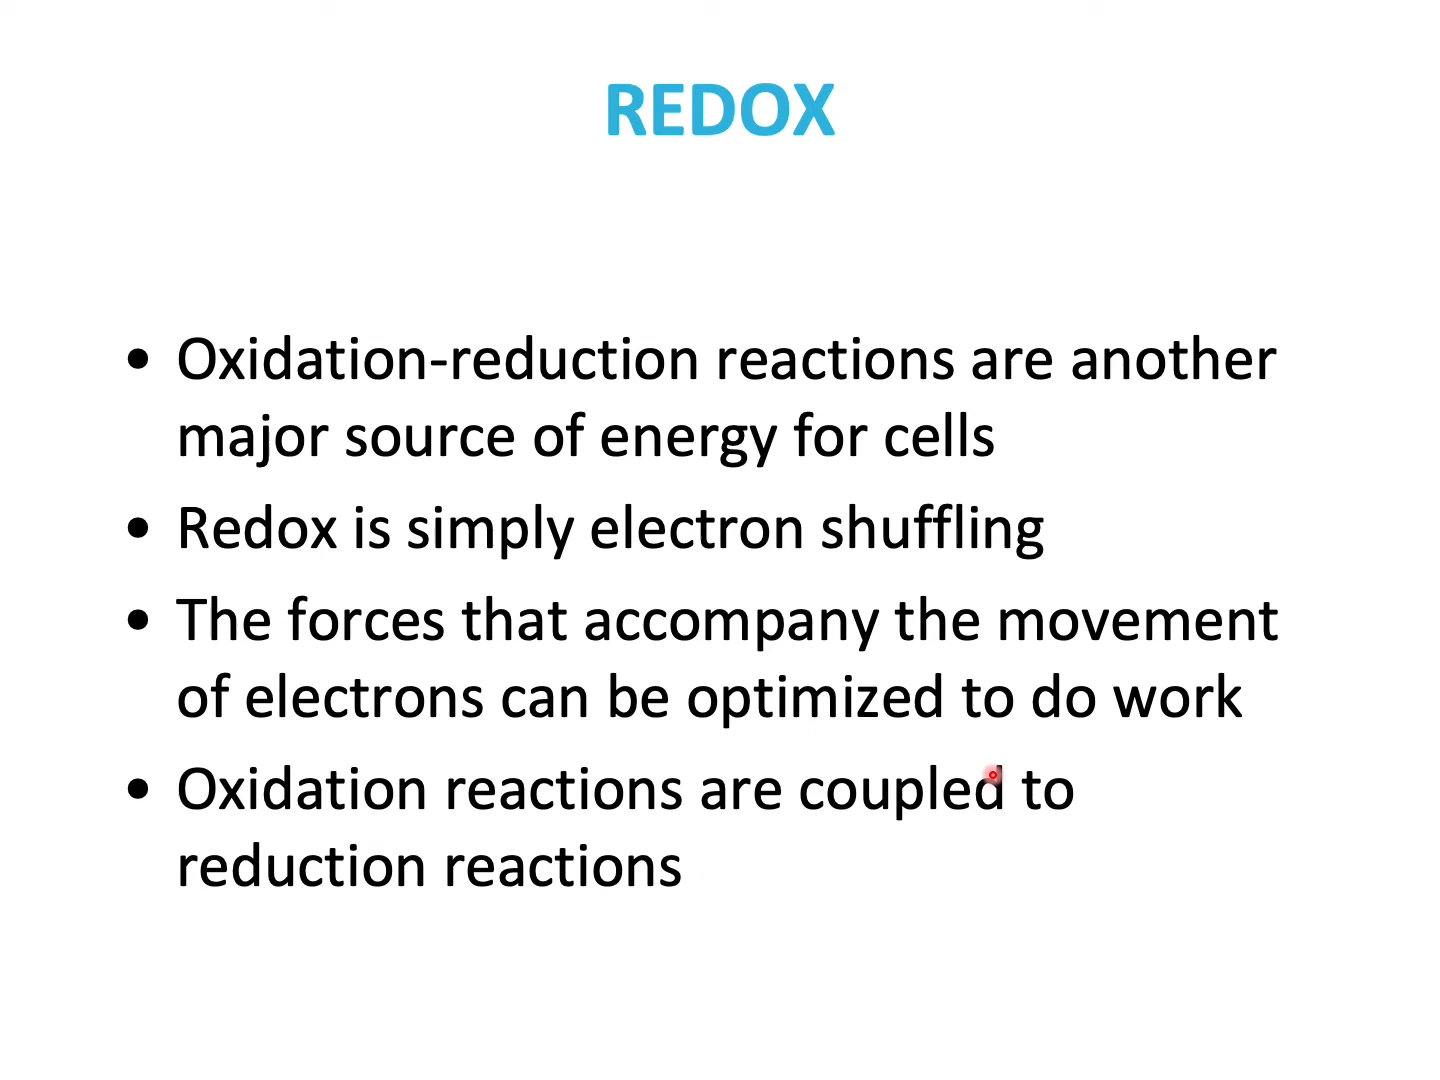 REDOX
• Oxidation-reduction reactions are another
major source of energy for cells
• Redox is simply electron shuffling
• The forces that accompany the movement
of electrons can be optimized to do work
• Oxidation reactions are coupled to
reduction reactions